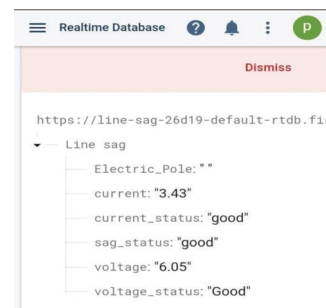 Realtime Database
p
Dismiss
https://line-sag-26d19-default-rtdb.fi
Line sag
Electric_Pole: " "
current: "3.43"
current_status: "good"
sag_status: "good"
voltage: "6.05"
voltage_status: "Good"